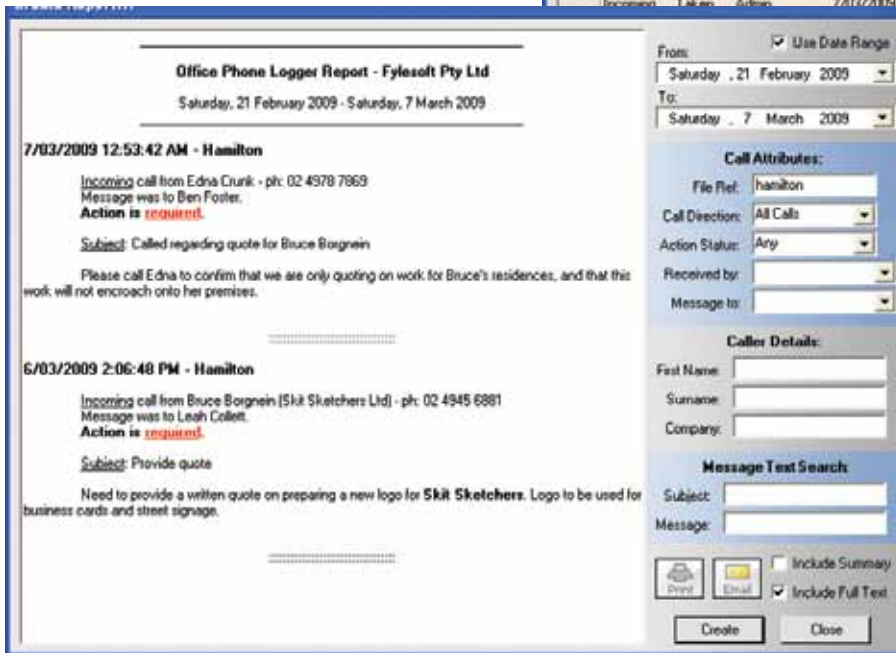 Incoming Taken Admin 7/03/2009
Office Phone Logger Report - Fylesoft Pty Ltd
Saturday, 21 February 2009 - Saturday, 7 March 2009
7/03/2009 12:53:42 AM - Hamilton
Incoming call from Edna Crunk - ph: 02 4978 7869
Message was to Ben Foster.
Action is required.
Subject: Called regarding quote for Bruce Borgnein
Please call Edna to confirm that we are only quoting on work for Bruce's residences, and that this
work will not encroach onto her premises.
6/03/2009 2:06:48 PM - Hamilton
Incoming call from Bruce Borgnein (Skit Sketchers Ltd) - ph: 02 4945 6881
Message was to Leah Collett.
Action is required.
Subject: Provide quote
Need to provide a written quote on preparing a new logo for Skit Sketchers. Logo to be used for
business cards and street signage.
Use Date Range
From:
Saturday , 21 February 2009
To:
Saturday , 7 March 2009
Call Attributes:
File Ref: hamilton
Call Direction: All Calls
Action Status: Any
Received by:
Message to:
Caller Details:
First Name:
Surname:
Company:
Message Text Search:
Subject:
Message:
Print
Email
Include Summary
Include Full Text
Create
Close